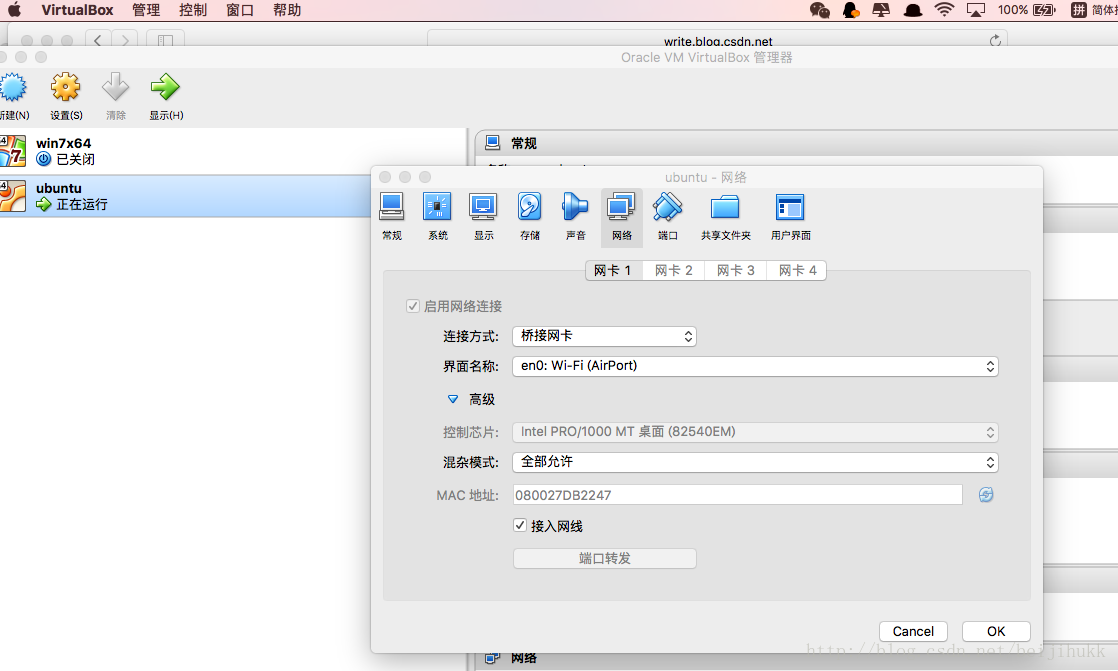 VirtualBox 管理 控制 窗口 帮助 100% 拼 简体拼
write.blog.csdn.net
Oracle VM VirtualBox 管理器
新建(N) 设置(S) 清除 显示(H)
win7x64
已关闭
ubuntu
正在运行
常规
ubuntu - 网络
常规 系统 显示 存储 声音 网络 端口 共享文件夹 用户界面
网卡 1 网卡 2 网卡 3 网卡 4
启用网络连接
连接方式: 桥接网卡
界面名称: en0: Wi-Fi (AirPort)
高级
控制芯片: Intel PRO/1000 MT 桌面 (82540EM)
混杂模式: 全部允许
MAC 地址: 080027DB2247
接入网线
端口转发
Cancel OK
http://blog.csdn.net/beijihukk
网络